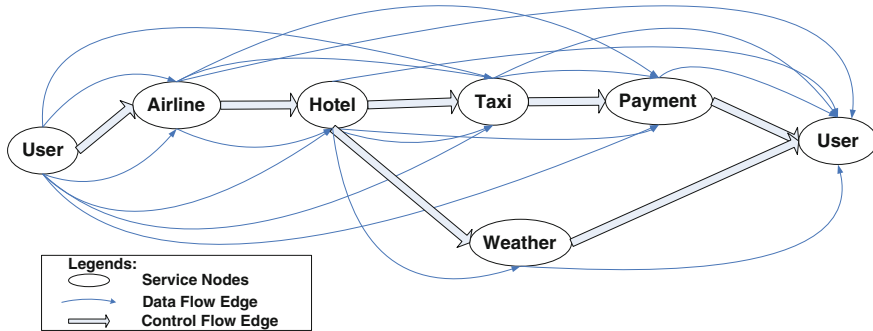 User
Airline
Hotel
Taxi
Payment
User
Weather
Legends:
Service Nodes
Data Flow Edge
Control Flow Edge